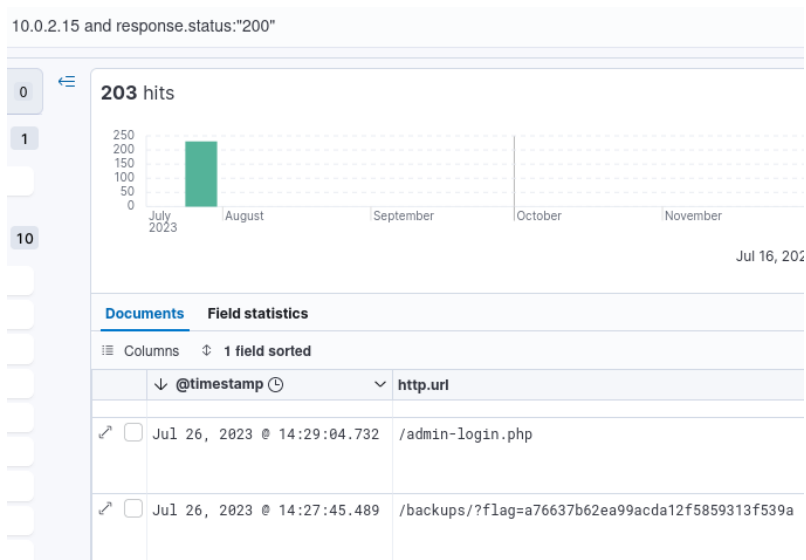 10.0.2.15 and response.status:"200"
0
203 hits
1
250
200
150
100
50
0
July
2023
August
September
October
November
10
Jul 16, 202
Documents
Field statistics
Columns
1 field sorted
@timestamp
http.url
Jul 26, 2023 @ 14:29:04.732
/admin-login.php
Jul 26, 2023 @ 14:27:45.489
/backups/?flag=a76637b62ea99acda12f5859313f539a